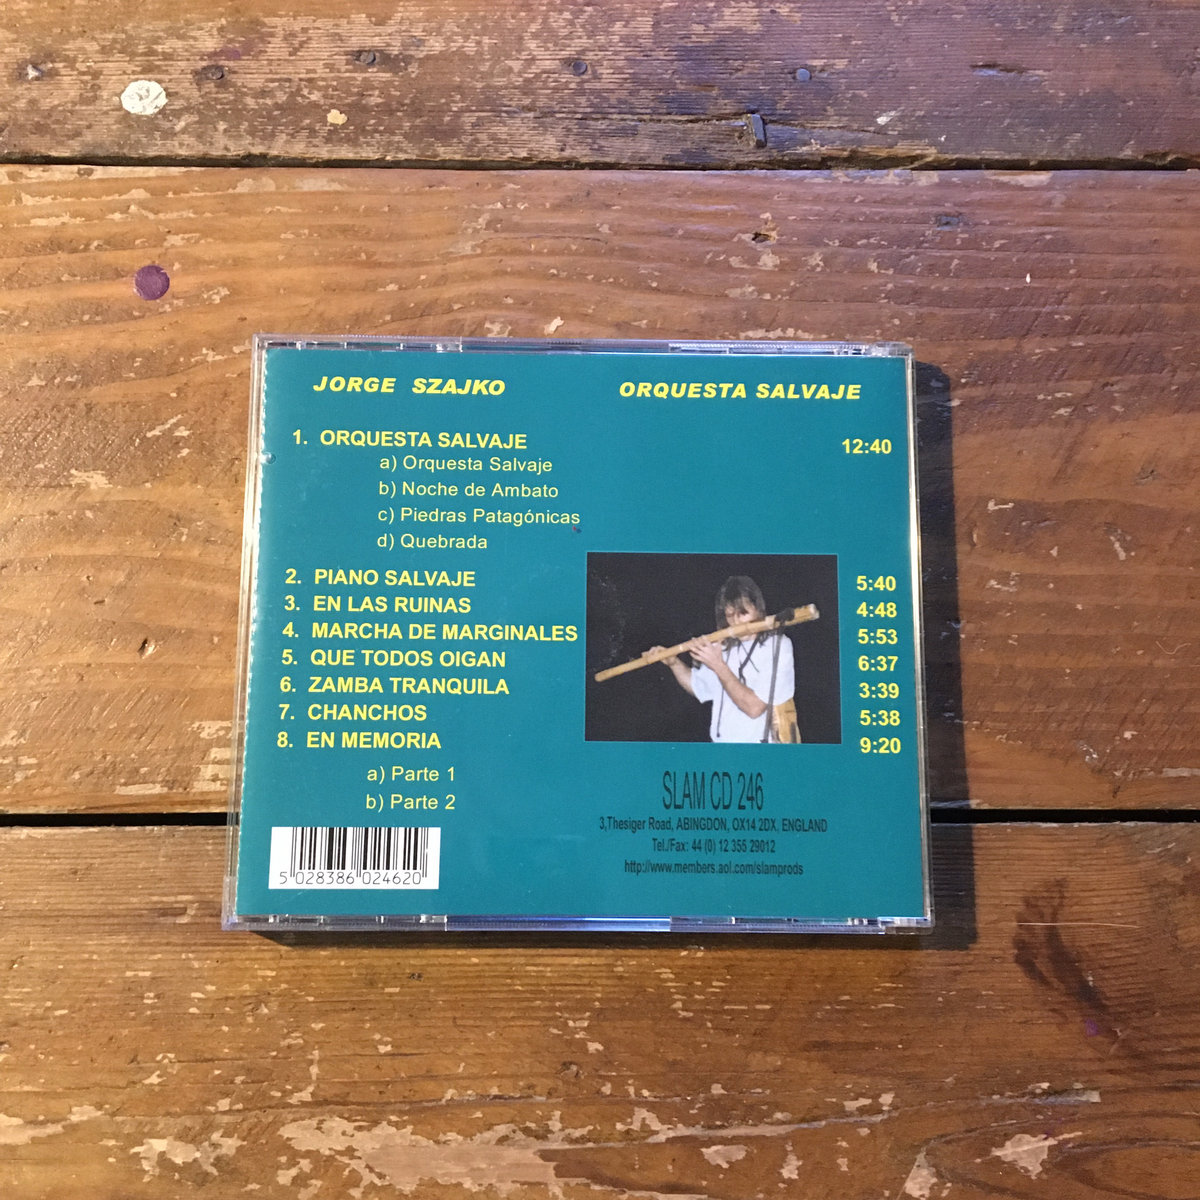 JORGE SZAJKO ORQUESTA SALVAJE
1. ORQUESTA SALVAJE 12:40
a) Orquesta Salvaje
b) Noche de Ambato
c) Piedras Patagónicas
d) Quebrada
2. PIANO SALVAJE 5:40
3. EN LAS RUINAS 4:48
4. MARCHA DE MARGINALES 5:53
5. QUE TODOS OIGAN 6:37
6. ZAMBA TRANQUILA 3:39
7. CHANCHOS 5:38
8. EN MEMORIA 9:20
a) Parte 1
b) Parte 2
SLAM CD 246
3,Thesiger Road, ABINGDON, OX14 2DX, ENGLAND
Tel./Fax: 44 (0) 12 355 29012
http://www.members.aol.com/slamprods
5 028386 024620